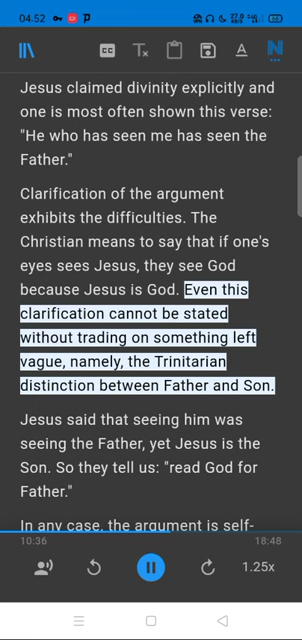 04.52
27.0
KB/S
CC
Jesus claimed divinity explicitly and
one is most often shown this verse:
"He who has seen me has seen the
Father."
Clarification of the argument
exhibits the difficulties. The
Christian means to say that if one's
eyes sees Jesus, they see God
because Jesus is God. Even this
clarification cannot be stated
without trading on something left
vague, namely, the Trinitarian
distinction between Father and Son.
Jesus said that seeing him was
seeing the Father, yet Jesus is the
Son. So they tell us: "read God for
Father."
In any case, the argument is self-
10:36
18:48
1.25x